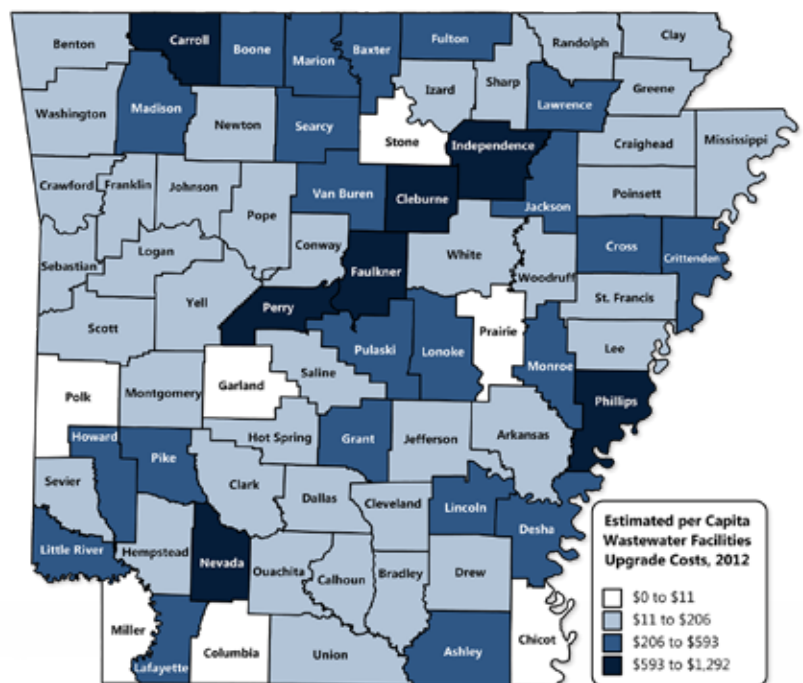 Benton
Carroll
Boone
Marion
Baxter
Fulton
Randolph
Clay
Washington
Madison
Newton
Searcy
Stone
Izard
Sharp
Lawrence
Greene
Independence
Craighead
Mississippi
Crawford
Franklin
Johnson
Pope
Van Buren
Cleburne
Jackson
Poinsett
Sebastian
Logan
Conway
Faulkner
White
Woodruff
Cross
Crittenden
Scott
Yell
Perry
Pulaski
Lonoke
Prairie
Monroe
St. Francis
Lee
Polk
Montgomery
Garland
Saline
Phillips
Howard
Pike
Hot Spring
Grant
Jefferson
Arkansas
Sevier
Clark
Dallas
Cleveland
Lincoln
Desha
Little River
Hempstead
Nevada
Ouachita
Calhoun
Bradley
Drew
Miller
Lafayette
Columbia
Union
Ashley
Chicot
Estimated per Capita
Wastewater Facilities
Upgrade Costs, 2012
$0 to $11
$11 to $206
$206 to $593
$593 to $1,292